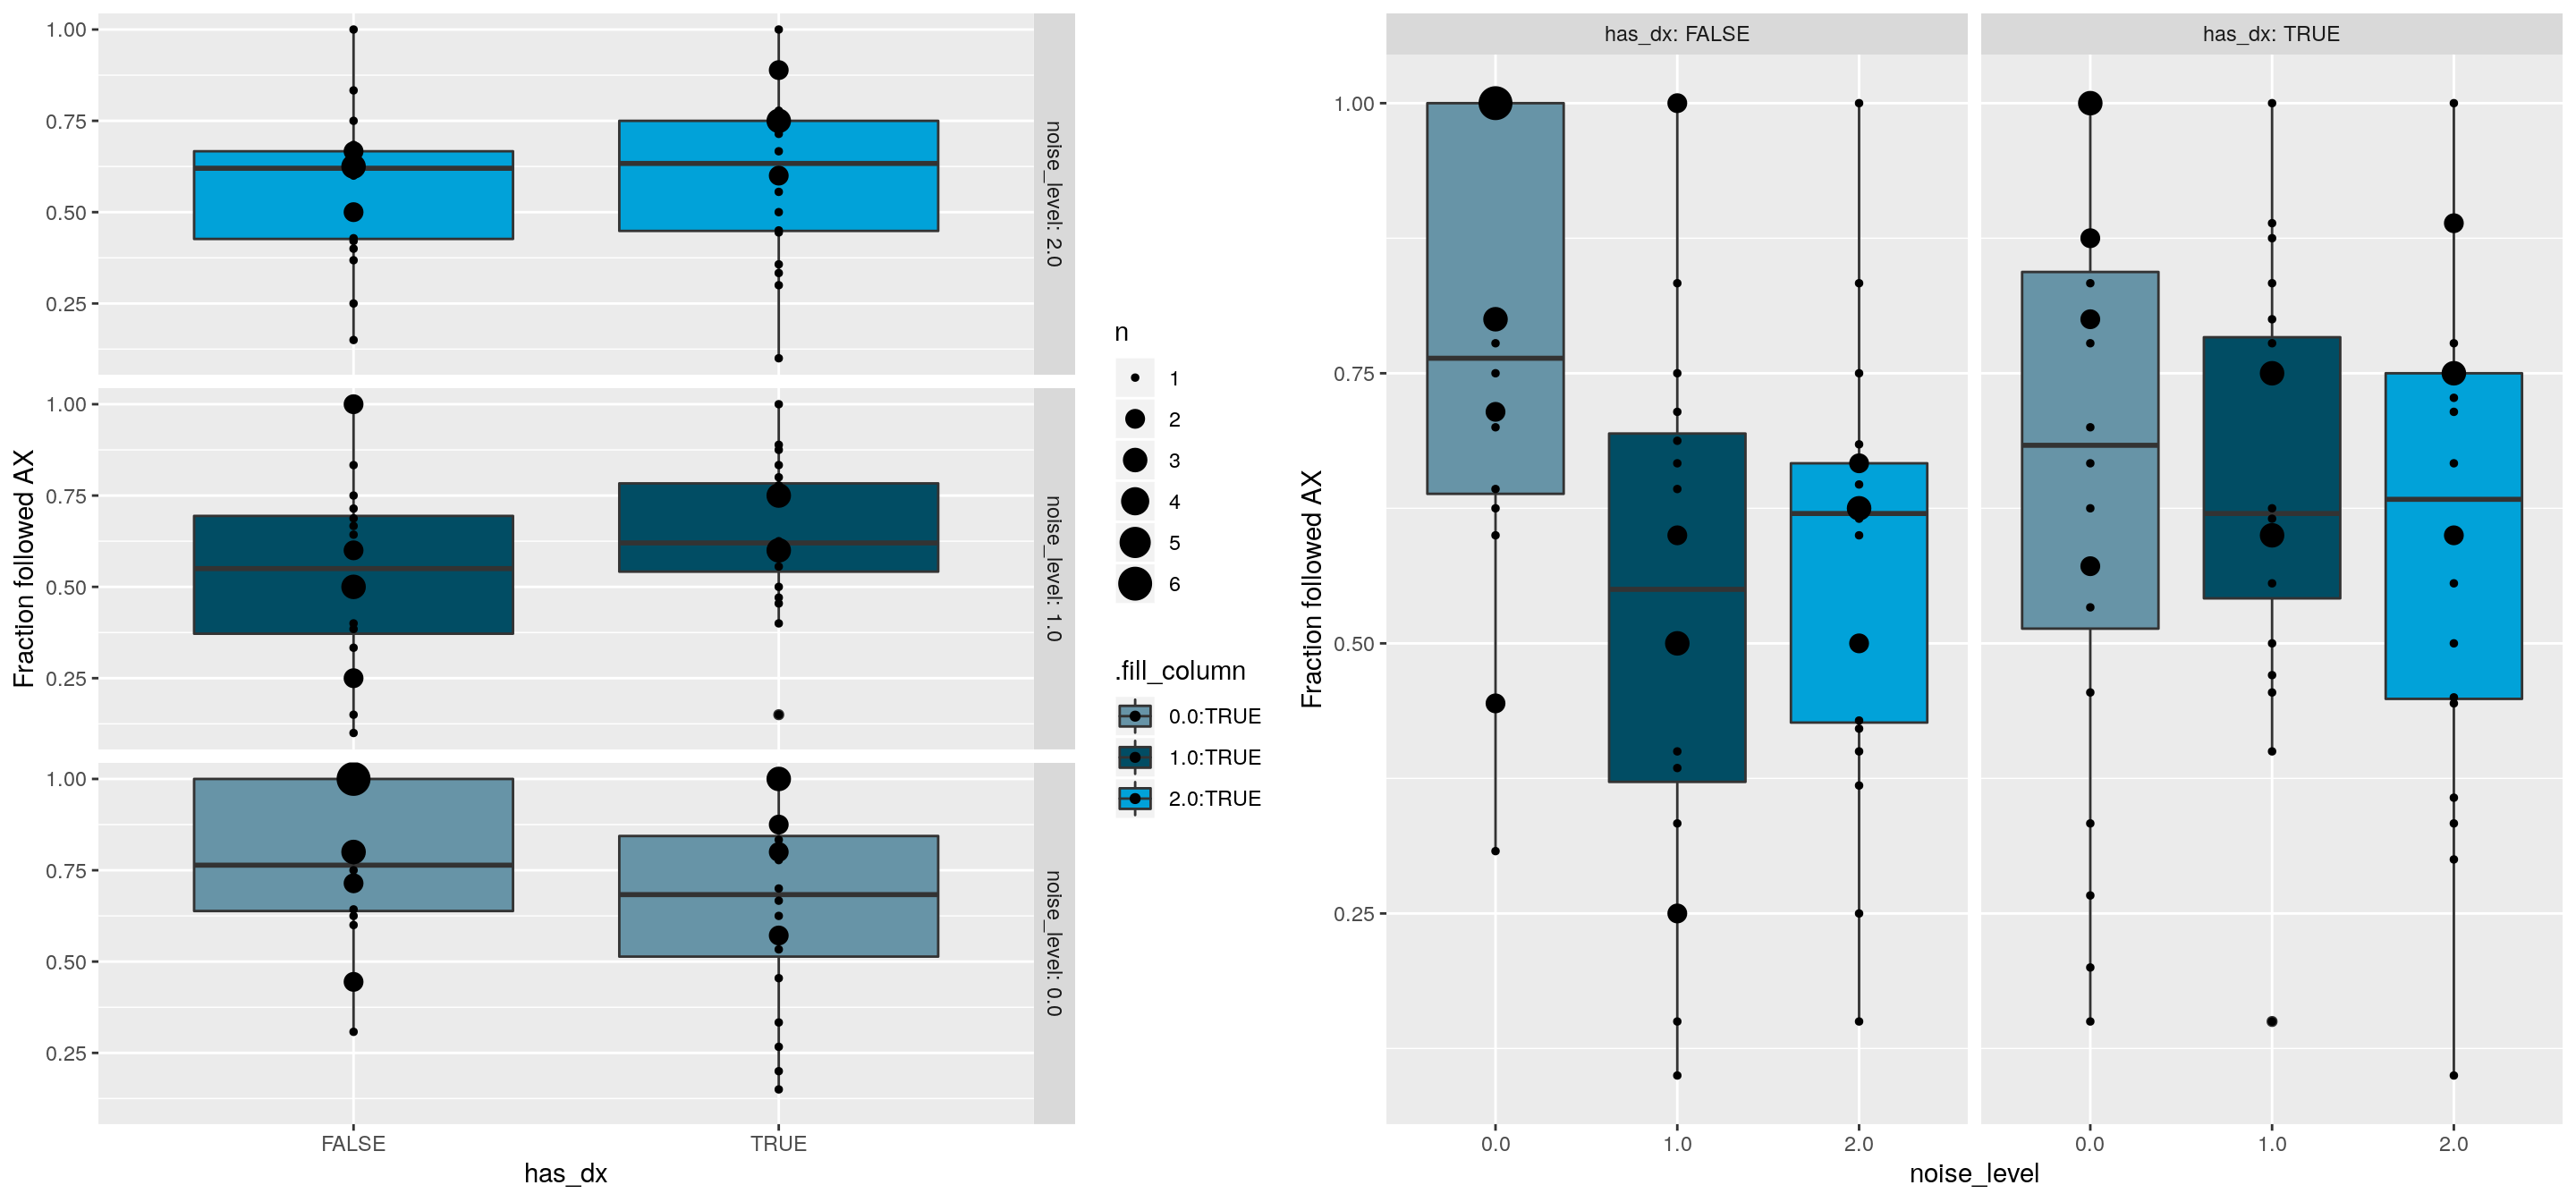 Fraction followed AX
1.00
0.75
0.50
0.25
noise_level: 2.0
1.00
0.75
0.50
0.25
noise_level: 1.0
1.00
0.75
0.50
0.25
noise_level: 0.0
FALSE TRUE
has_dx
n
1
2
3
4
5
6
.fill_column
0.0:TRUE
1.0:TRUE
2.0:TRUE
has_dx: FALSE has_dx: TRUE
Fraction followed AX
1.00
0.75
0.50
0.25
0.0 1.0 2.0 0.0 1.0 2.0
noise_level